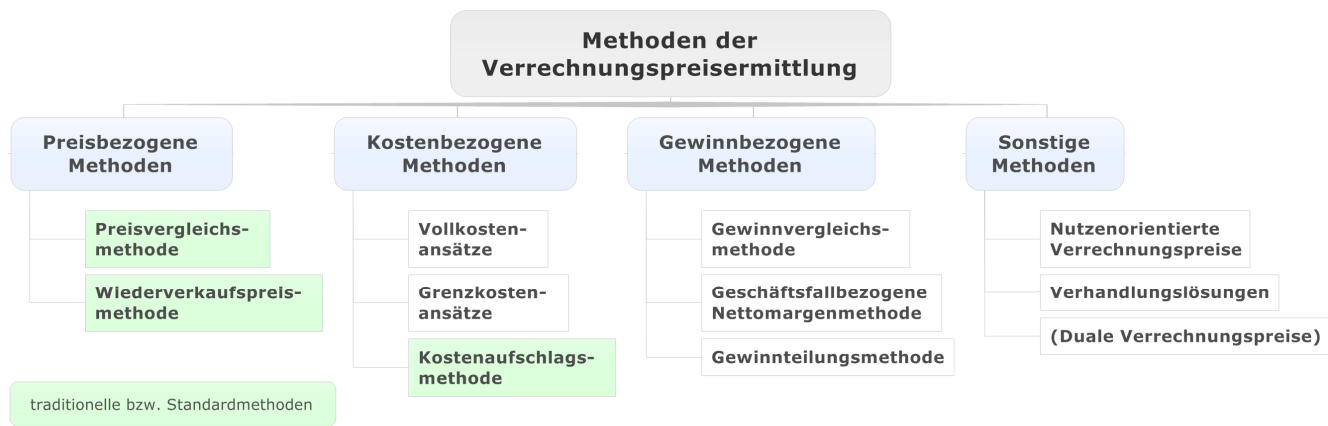 Methoden der
Verrechnungspreisermittlung
Preisbezogene
Methoden
Preisvergleichs-
methode
Wiederverkaufspreis-
methode
Kostenbezogene
Methoden
Vollkosten-
ansätze
Grenzkosten-
ansätze
Kostenaufschlags-
methode
Gewinnbezogene
Methoden
Gewinnvergleichs-
methode
Geschäftsfallbezogene
Nettomargenmethode
Gewinnteilungsmethode
Sonstige
Methoden
Nutzenorientierte
Verrechnungspreise
Verhandlungslösungen
(Duale Verrechnungspreise)
traditionelle bzw. Standardmethoden